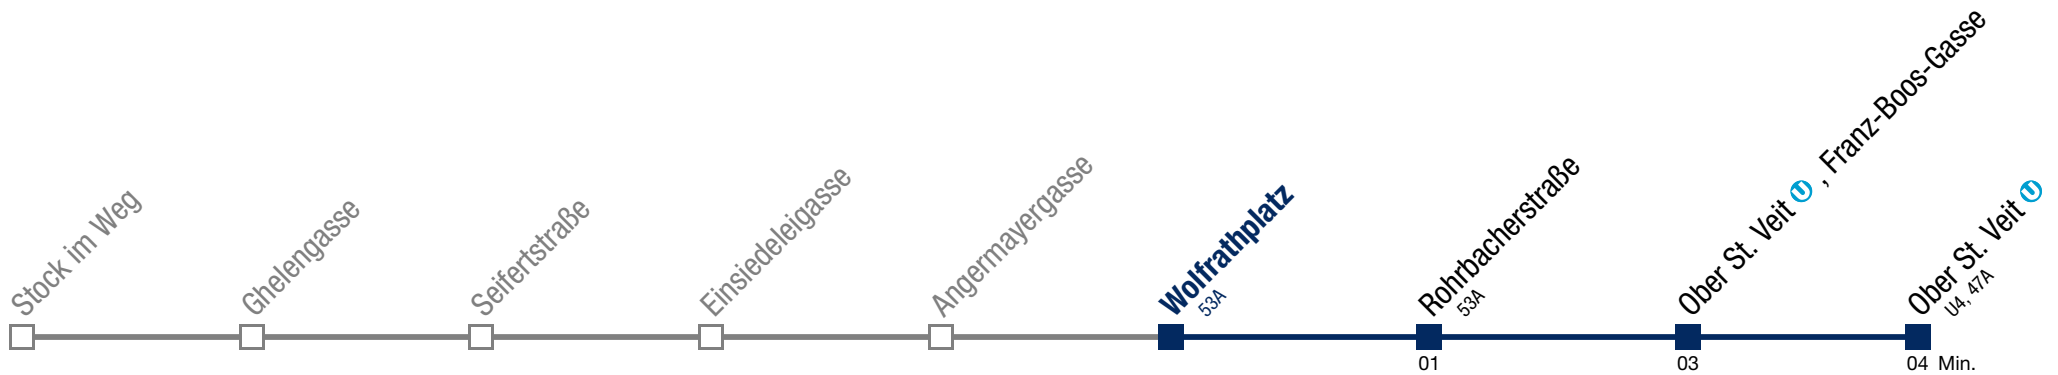 Stock im Weg
Ghelengasse
Seifertstraße
Einsiedeleigasse
Angermayergasse
Wolfrathplatz
53A
Rohrbacherstraße
53A
Ober St. Veit U , Franz-Boos-Gasse
Ober St. Veit U
U4, 47A
01
03
04 Min.